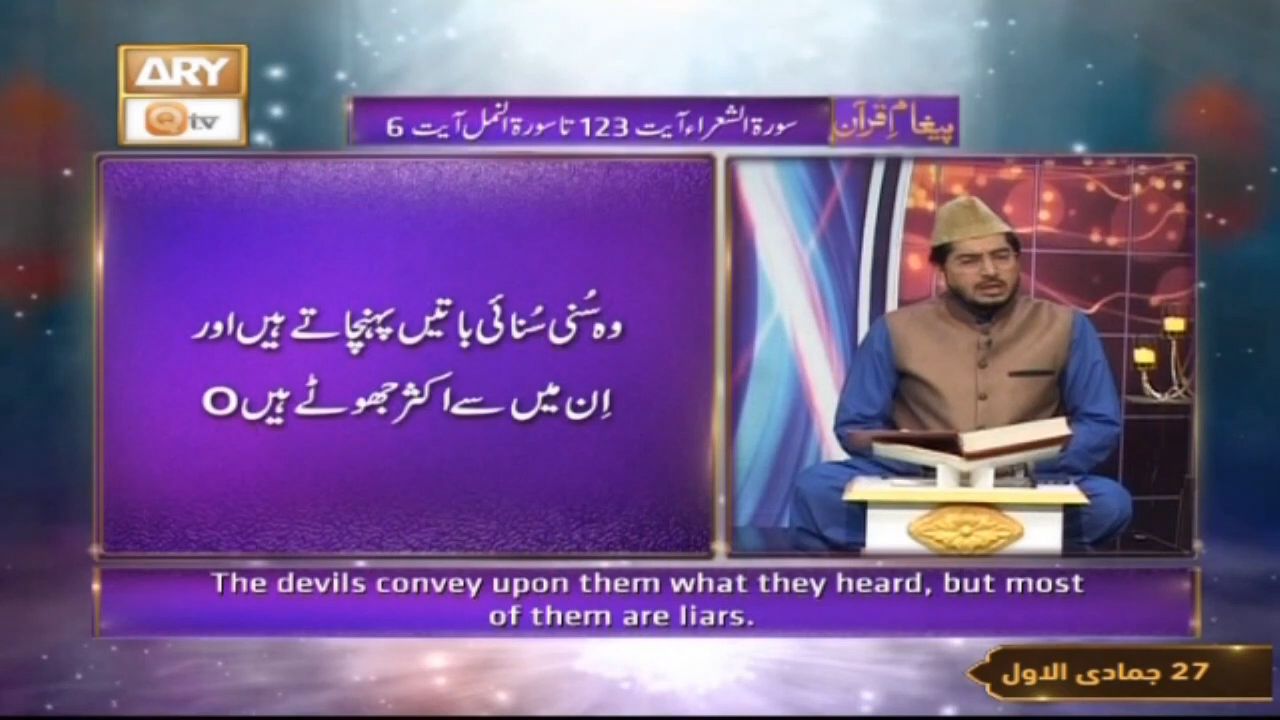 ARY
Qtv
پیغامِ قرآن
سورۃ الشعراء آیت 123 تا سورۃ النمل آیت 6
وہ سُنی سُنائی باتیں پہنچاتے ہیں اور
اِن میں سے اکثر جھوٹے ہیں O
The devils convey upon them what they heard, but most
of them are liars.
27 جمادی الاول